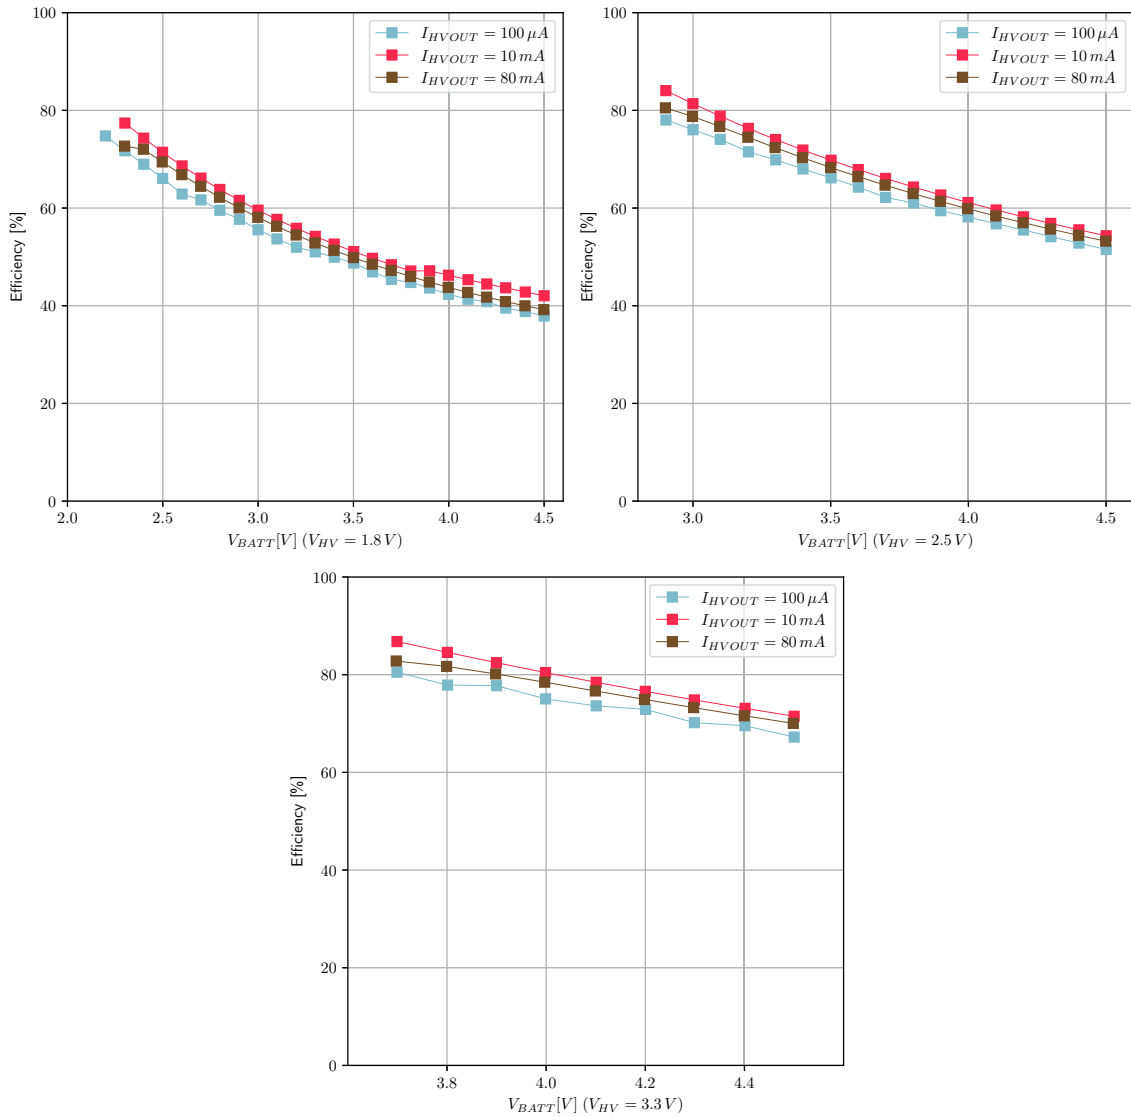 100
80
60
40
20
0
Efficiency [%]
2.0 2.5 3.0 3.5 4.0 4.5
V_BATT[V] (V_HV = 1.8 V)
I_HVOUT = 100 μA
I_HVOUT = 10 mA
I_HVOUT = 80 mA
100
80
60
40
20
0
Efficiency [%]
3.0 3.5 4.0 4.5
V_BATT[V] (V_HV = 2.5 V)
I_HVOUT = 100 μA
I_HVOUT = 10 mA
I_HVOUT = 80 mA
100
80
60
40
20
0
Efficiency [%]
3.8 4.0 4.2 4.4
V_BATT[V] (V_HV = 3.3 V)
I_HVOUT = 100 μA
I_HVOUT = 10 mA
I_HVOUT = 80 mA